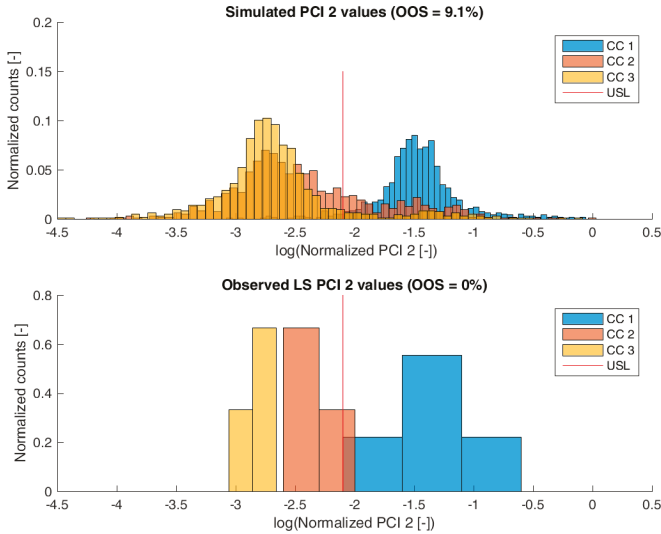 Simulated PCI 2 values (OOS = 9.1%)
Normalized counts [-]
0.2
0.15
0.1
0.05
0
CC 1
CC 2
CC 3
USL
-4.5 -4 -3.5 -3 -2.5 -2 -1.5 -1 -0.5 0 0.5
log(Normalized PCI 2 [-])
Observed LS PCI 2 values (OOS = 0%)
Normalized counts [-]
0.8
0.6
0.4
0.2
0
CC 1
CC 2
CC 3
USL
-4.5 -4 -3.5 -3 -2.5 -2 -1.5 -1 -0.5 0 0.5
log(Normalized PCI 2 [-])